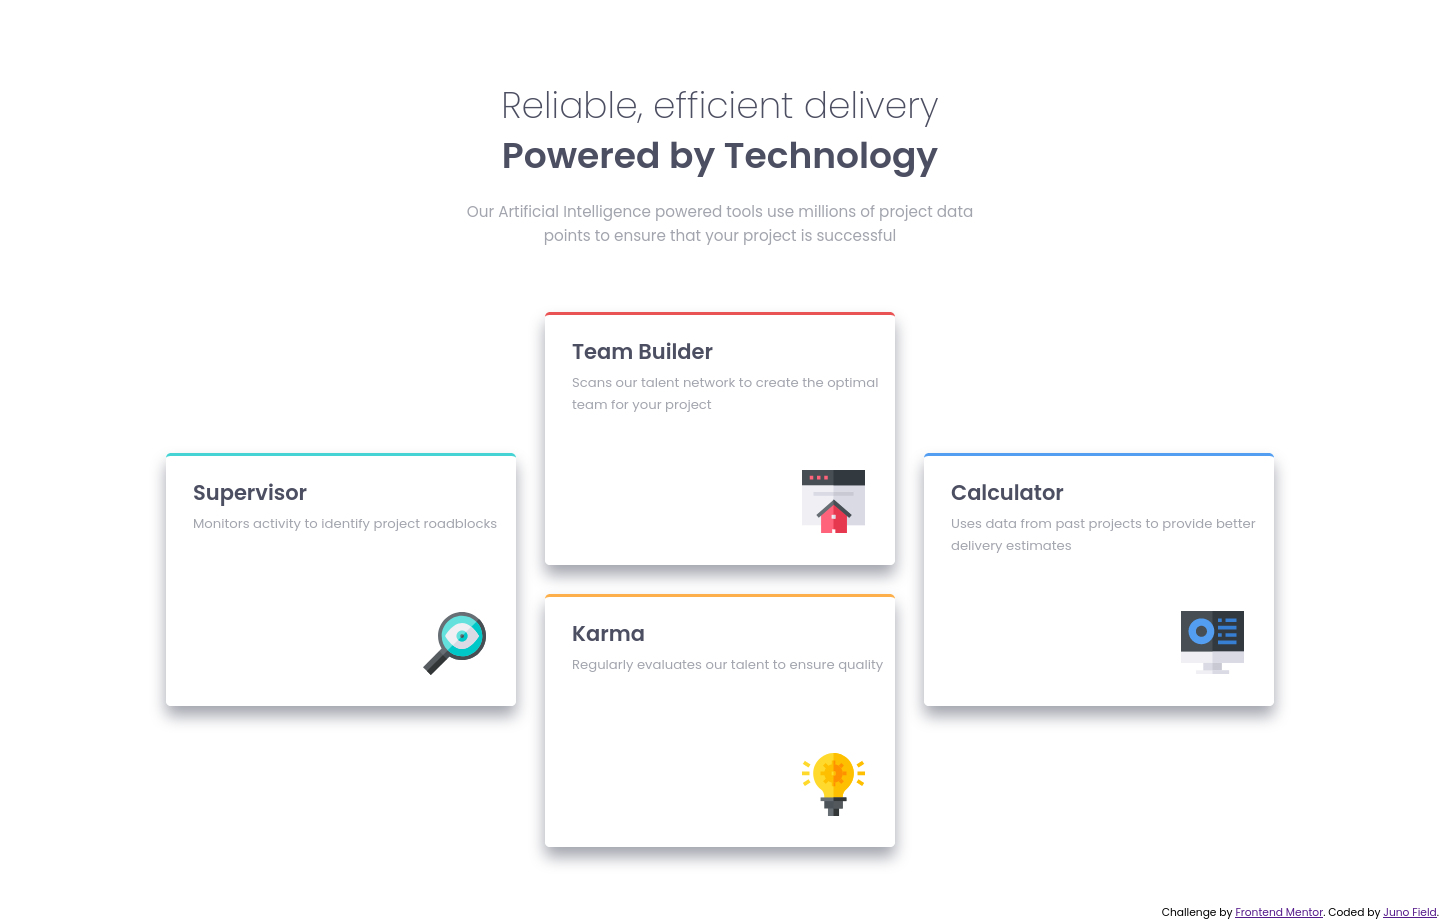 Reliable, efficient delivery
Powered by Technology
Our Artificial Intelligence powered tools use millions of project data
points to ensure that your project is successful
Team Builder
Scans our talent network to create the optimal
team for your project
Supervisor
Monitors activity to identify project roadblocks
Calculator
Uses data from past projects to provide better
delivery estimates
Karma
Regularly evaluates our talent to ensure quality
Challenge by Frontend Mentor. Coded by Juno Field.